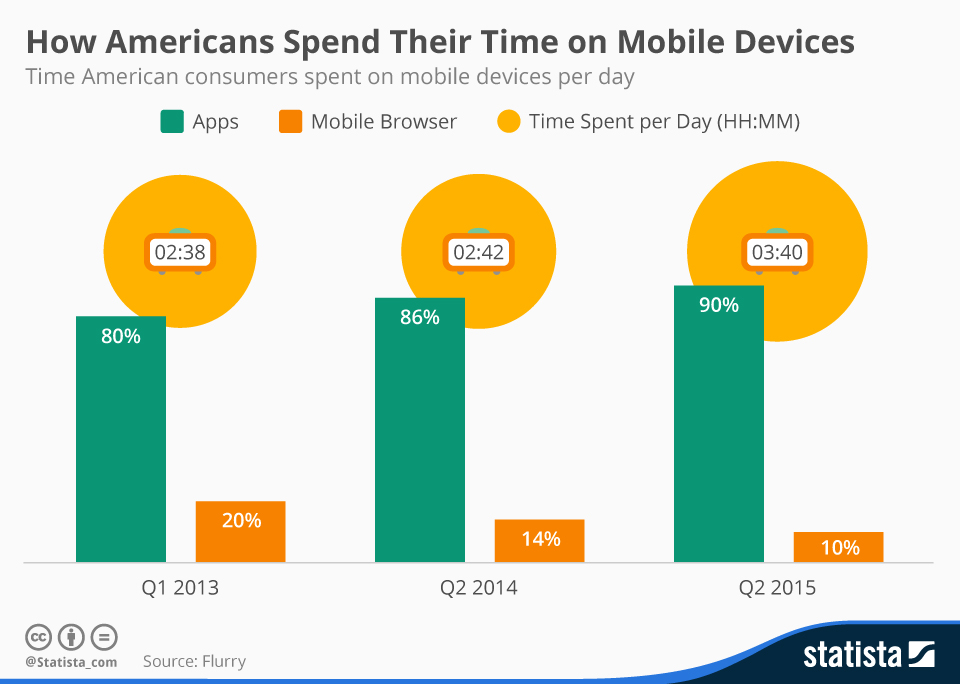 How Americans Spend Their Time on Mobile Devices
Time American consumers spent on mobile devices per day
Apps Mobile Browser Time Spent per Day (HH:MM)
02:38 02:42 03:40
80% 86% 90%
20% 14% 10%
Q1 2013 Q2 2014 Q2 2015
cc
@Statista_com Source: Flurry
statista